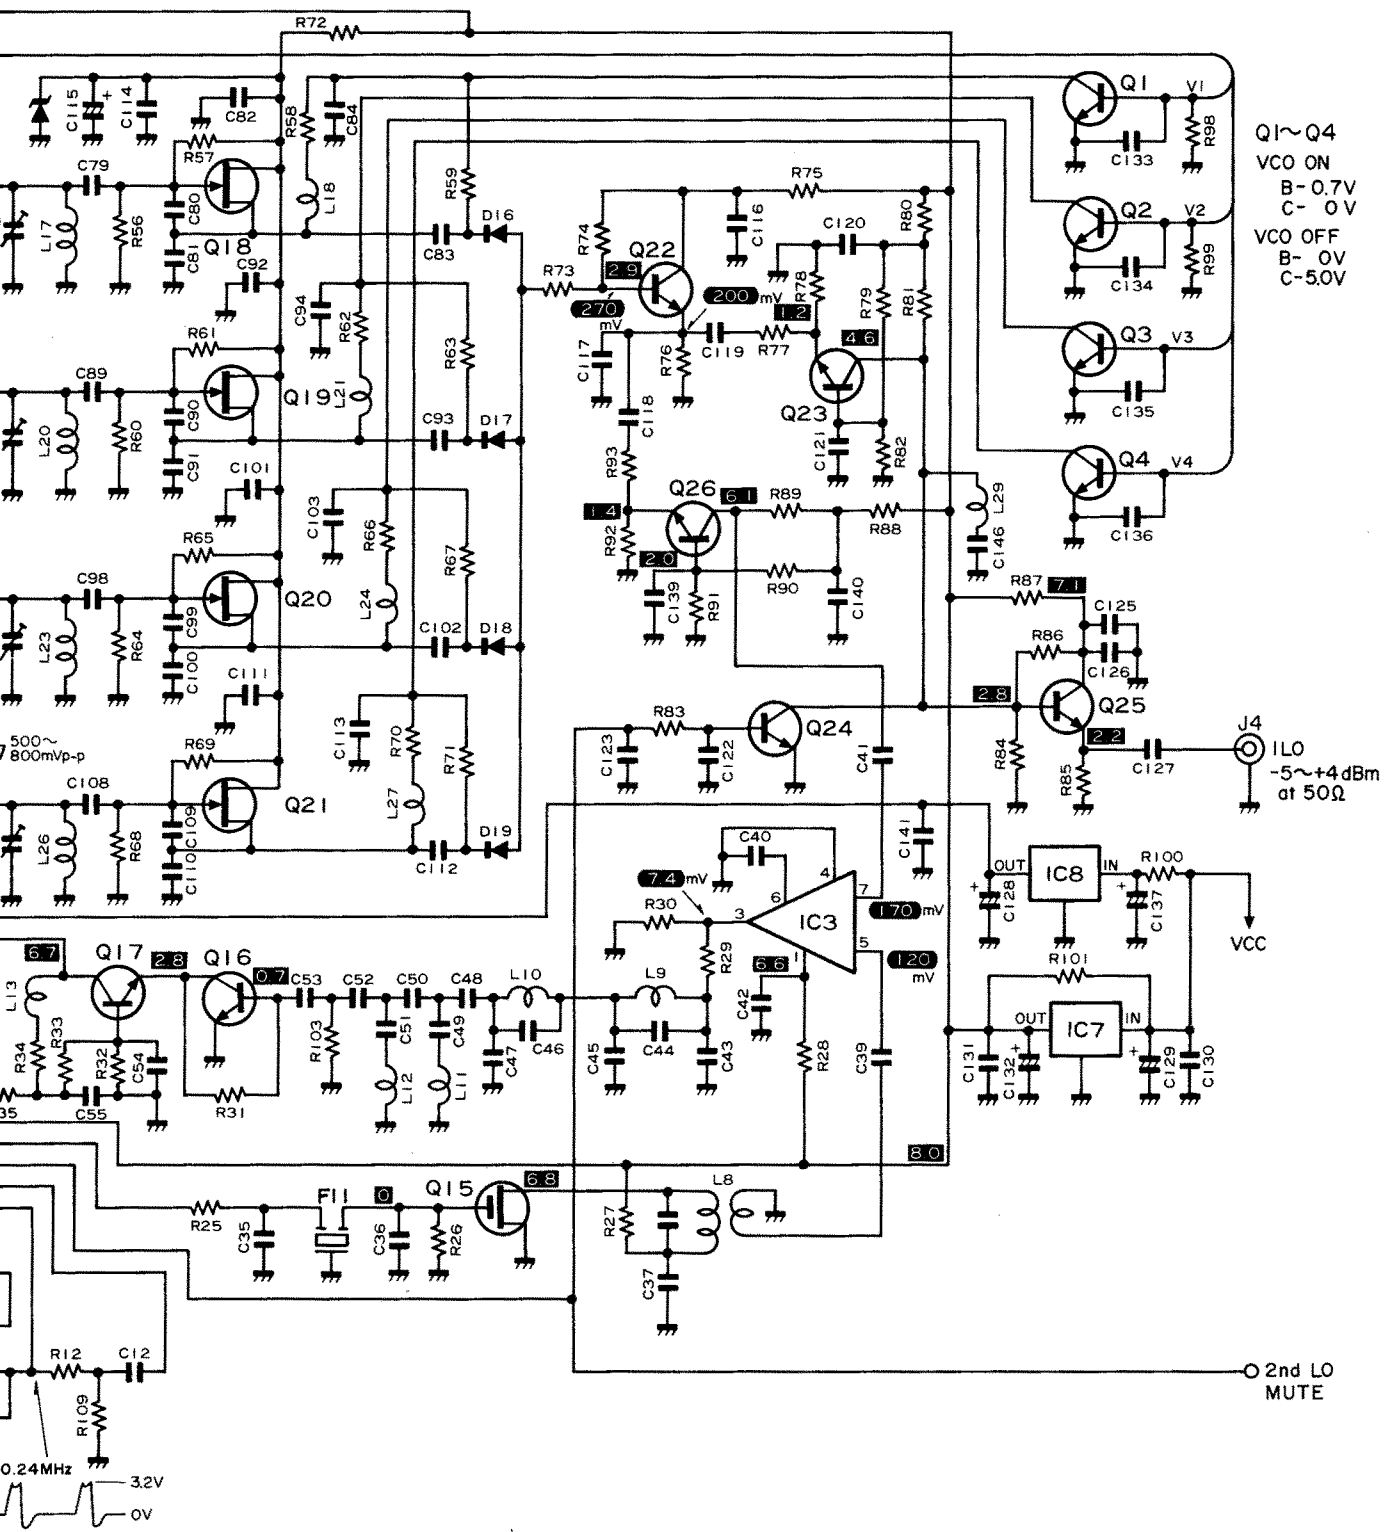 R72
C115
+
C114
C82
R58
C84
Q1
V1
R98
Q1~Q4
VCO ON
B-0.7V
C- 0V
VCO OFF
B- 0V
C-5.0V
C133
R57
C79
C80
L17
R56
C81
Q18
L18
R59
D16
C83
R75
C116
R74
C120
R80
Q2
V2
R99
C134
Q22
2.9
R73
270
mV
200 mV
R78
R79
R81
1.2
C92
C94
R62
R61
R63
C117
R76
C119
R77
4.6
Q3
V3
C135
C89
C90
L20
R60
C91
Q19
L21
C93
D17
C118
Q23
C121
R82
R93
Q4
V4
C136
C101
C103
R66
R65
R67
Q26
6.1
R89
R88
L29
C146
1.4
R92
2.0
C139
R91
R90
C140
C98
C99
L23
R64
C100
Q20
L24
C102
D18
R87
7.1
C125
R86
C126
C111
C113
R70
R69
R71
2.8
Q25
500~
800mVp-p
C108
C109
L26
R68
C110
Q21
L27
C112
D19
R83
Q24
C123
C122
C41
R84
2.2
R85
C127
J4
1LO
-5~+4dBm
at 50Ω
C40
C141
7.4 mV
4
6
7
3
IC3
5
1
170 mV
120
mV
OUT
IC8
IN
R100
+
C128
+
C137
VCC
R30
R29
6.6
C42
R28
C39
6.7
Q17
2.8
Q16
0.7
C53
C52
C50
C48
L10
L9
L13
R34
R33
R32
C54
R103
C51
C49
C47
C46
C45
C44
C43
R101
OUT
IC7
IN
C131
+
C132
+
C129
C130
35
C55
R31
L12
L11
8.0
Q15
6.8
F11
0
R25
C35
C36
R26
R27
L8
C37
R12
C12
R109
2nd LO
MUTE
0.24MHz
3.2V
0V